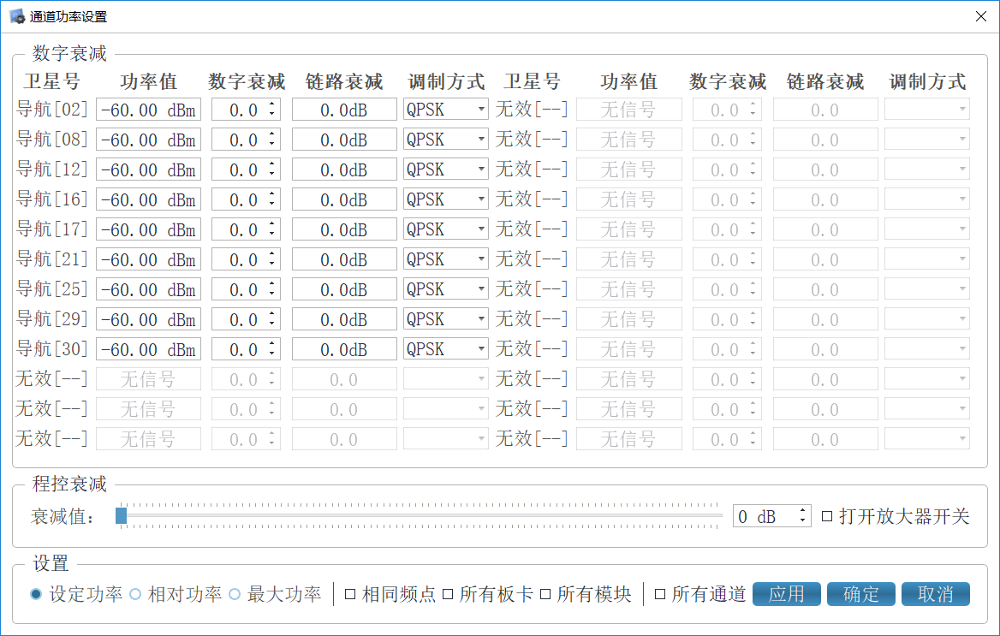 通道功率设置
数字衰减
卫星号 功率值 数字衰减 链路衰减 调制方式 卫星号 功率值 数字衰减 链路衰减 调制方式
导航[02] -60.00 dBm 0.0 0.0dB QPSK 无效[--] 无信号 0.0 0.0
导航[08] -60.00 dBm 0.0 0.0dB QPSK 无效[--] 无信号 0.0 0.0
导航[12] -60.00 dBm 0.0 0.0dB QPSK 无效[--] 无信号 0.0 0.0
导航[16] -60.00 dBm 0.0 0.0dB QPSK 无效[--] 无信号 0.0 0.0
导航[17] -60.00 dBm 0.0 0.0dB QPSK 无效[--] 无信号 0.0 0.0
导航[21] -60.00 dBm 0.0 0.0dB QPSK 无效[--] 无信号 0.0 0.0
导航[25] -60.00 dBm 0.0 0.0dB QPSK 无效[--] 无信号 0.0 0.0
导航[29] -60.00 dBm 0.0 0.0dB QPSK 无效[--] 无信号 0.0 0.0
导航[30] -60.00 dBm 0.0 0.0dB QPSK 无效[--] 无信号 0.0 0.0
无效[--] 无信号 0.0 0.0 无效[--] 无信号 0.0 0.0
无效[--] 无信号 0.0 0.0 无效[--] 无信号 0.0 0.0
无效[--] 无信号 0.0 0.0 无效[--] 无信号 0.0 0.0
程控衰减
衰减值： 0 dB 打开放大器开关
设置
设定功率 相对功率 最大功率 相同频点 所有板卡 所有模块 所有通道 应用 确定 取消